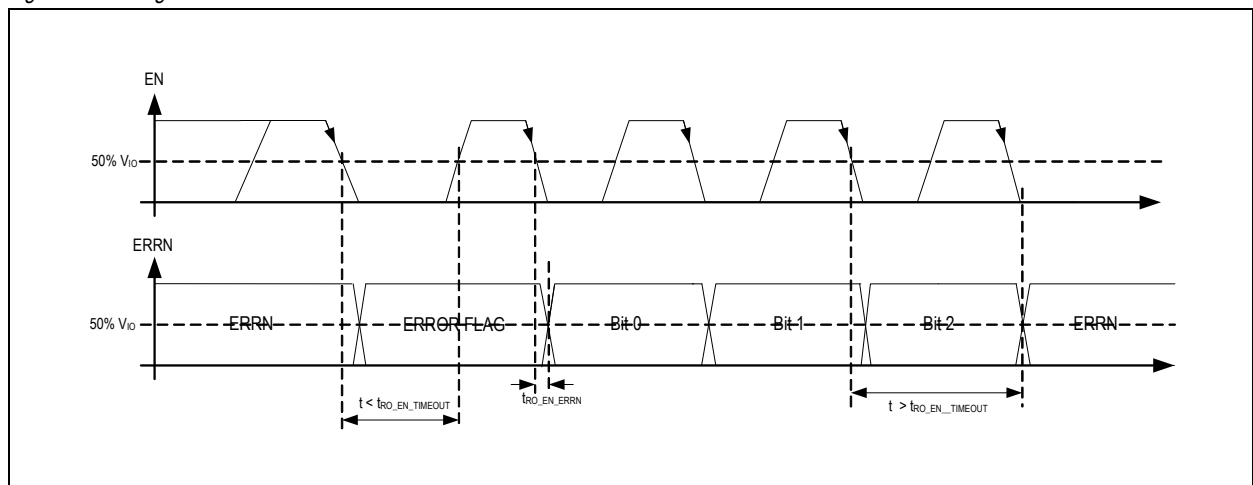 EN
50% VIO
ERRN
50% VIO
ERRN ERROR FLAG Bit 0 Bit 1 Bit 2 ERRN
t < tRO_EN_TIMEOUT tRO_EN_ERRN t > tRO_EN__TIMEOUT